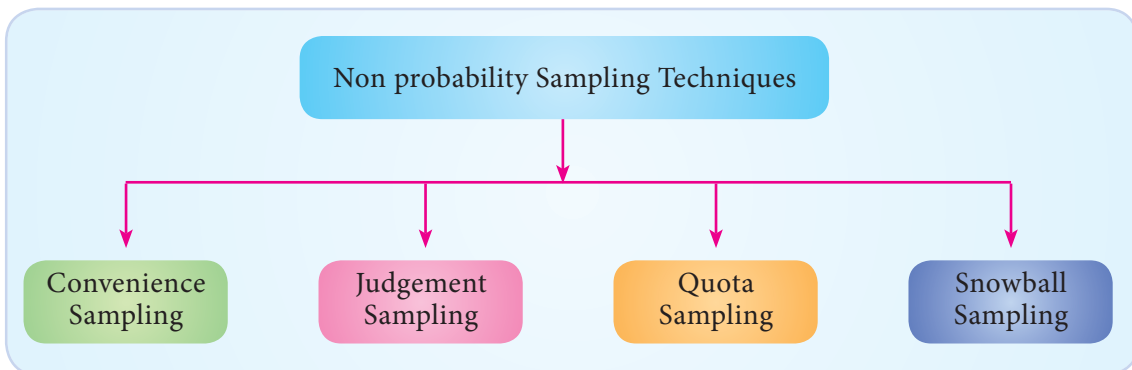 Non probability Sampling Techniques
Convenience
Sampling
Judgement
Sampling
Quota
Sampling
Snowball
Sampling